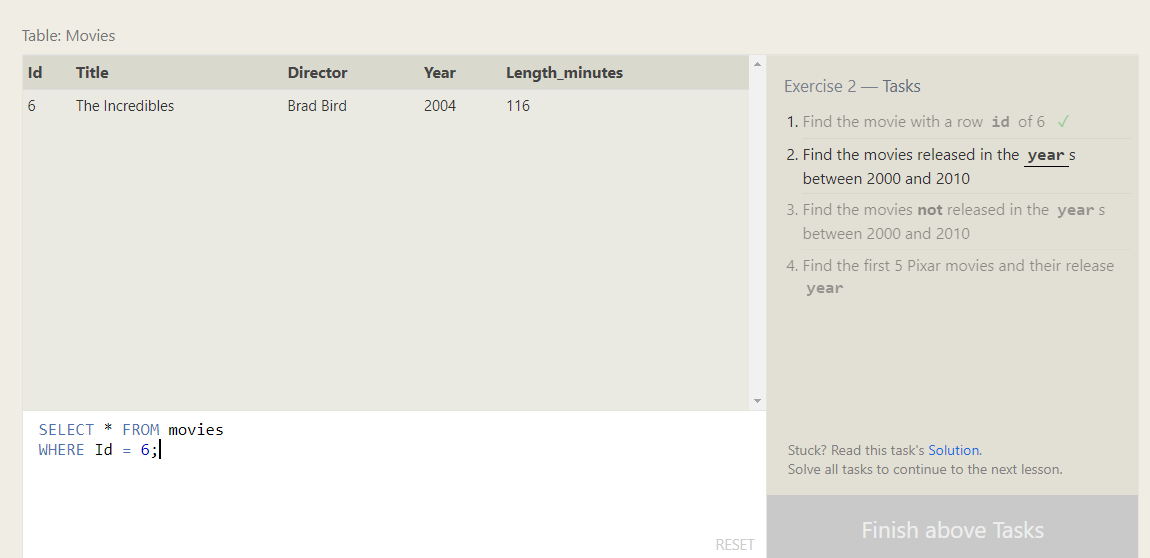 Table: Movies
Id Title Director Year Length_minutes
6 The Incredibles Brad Bird 2004 116
SELECT * FROM movies
WHERE Id = 6;
RESET
Exercise 2 — Tasks
1. Find the movie with a row id of 6 ✓
2. Find the movies released in the year s
between 2000 and 2010
3. Find the movies not released in the year s
between 2000 and 2010
4. Find the first 5 Pixar movies and their release
year
Stuck? Read this task's Solution.
Solve all tasks to continue to the next lesson.
Finish above Tasks